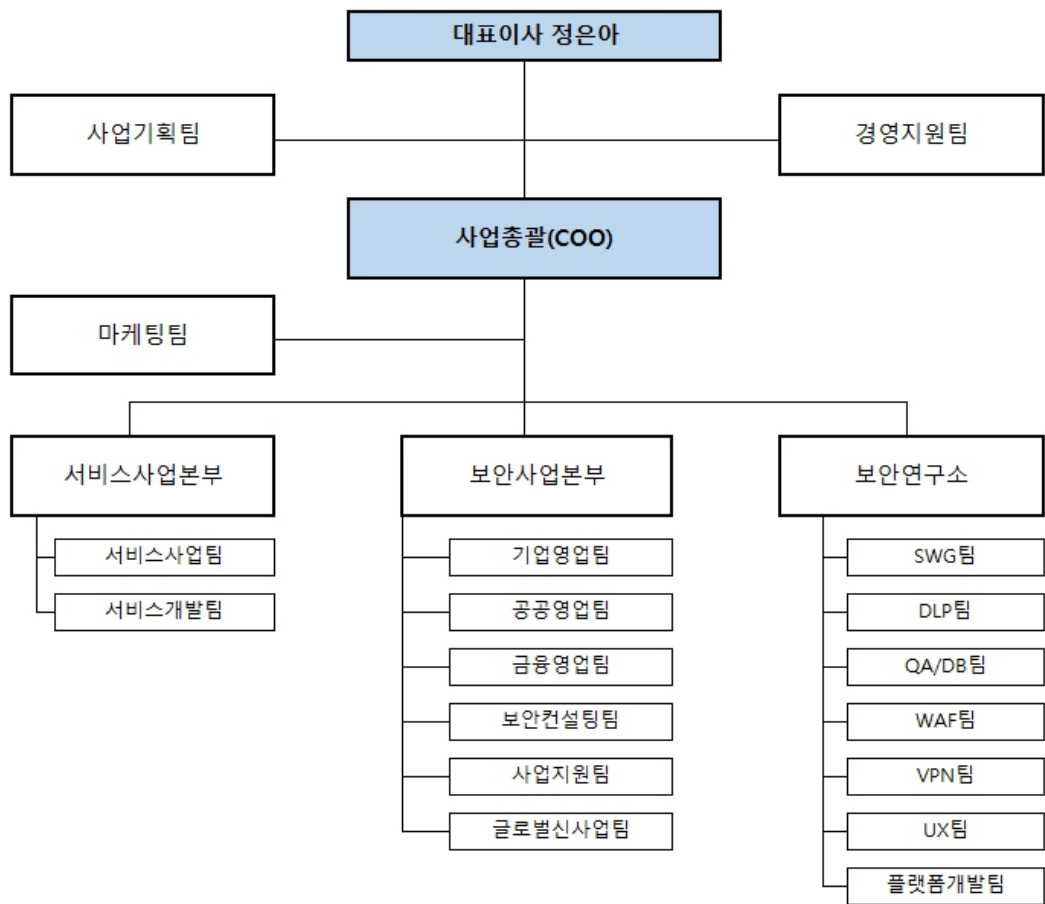 대표이사 정은아
사업기획팀
경영지원팀
사업총괄(COO)
마케팅팀
서비스사업본부
보안사업본부
보안연구소
서비스사업팀
서비스개발팀
기업영업팀
공공영업팀
금융영업팀
보안컨설팅팀
사업지원팀
글로벌신사업팀
SWG팀
DLP팀
QA/DB팀
WAF팀
VPN팀
UX팀
플랫폼개발팀